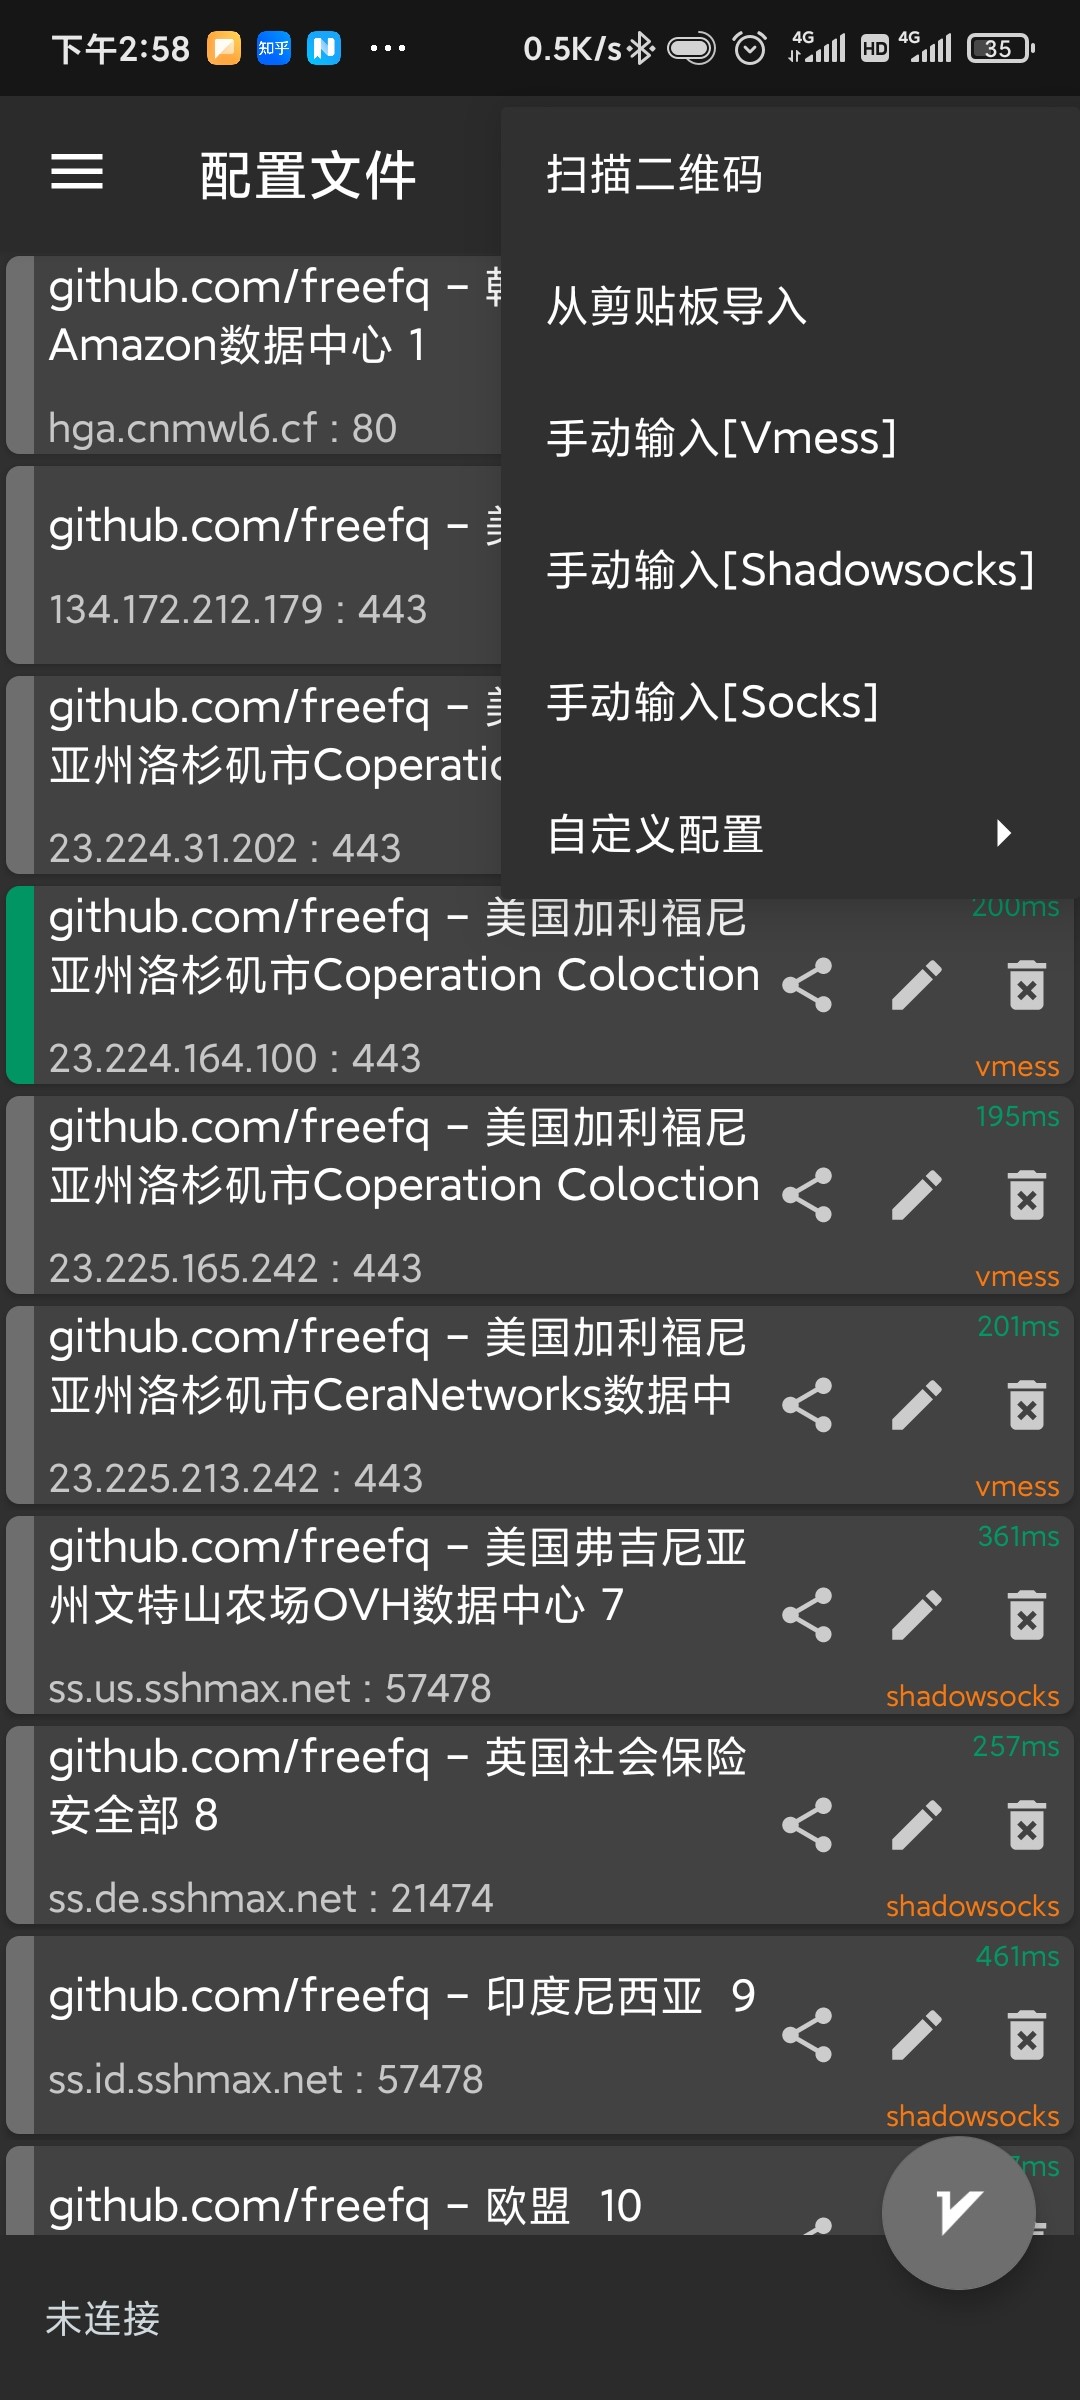 下午2:58 知乎 0.5K/s 4G HD 4G 35
配置文件
扫描二维码
从剪贴板导入
手动输入[Vmess]
手动输入[Shadowsocks]
手动输入[Socks]
自定义配置
github.com/freefq –
Amazon数据中心 1
hga.cnmwl6.cf : 80
github.com/freefq –
134.172.212.179 : 443
github.com/freefq –
亚州洛杉矶市Coperatio
23.224.31.202 : 443
200ms
github.com/freefq – 美国加利福尼
亚州洛杉矶市Coperation Coloction
23.224.164.100 : 443
vmess
195ms
github.com/freefq – 美国加利福尼
亚州洛杉矶市Coperation Coloction
23.225.165.242 : 443
vmess
201ms
github.com/freefq – 美国加利福尼
亚州洛杉矶市CeraNetworks数据中
23.225.213.242 : 443
vmess
361ms
github.com/freefq – 美国弗吉尼亚
州文特山农场OVH数据中心 7
ss.us.sshmax.net : 57478
shadowsocks
257ms
github.com/freefq – 英国社会保险
安全部 8
ss.de.sshmax.net : 21474
shadowsocks
461ms
github.com/freefq – 印度尼西亚 9
ss.id.sshmax.net : 57478
shadowsocks
github.com/freefq – 欧盟 10
未连接